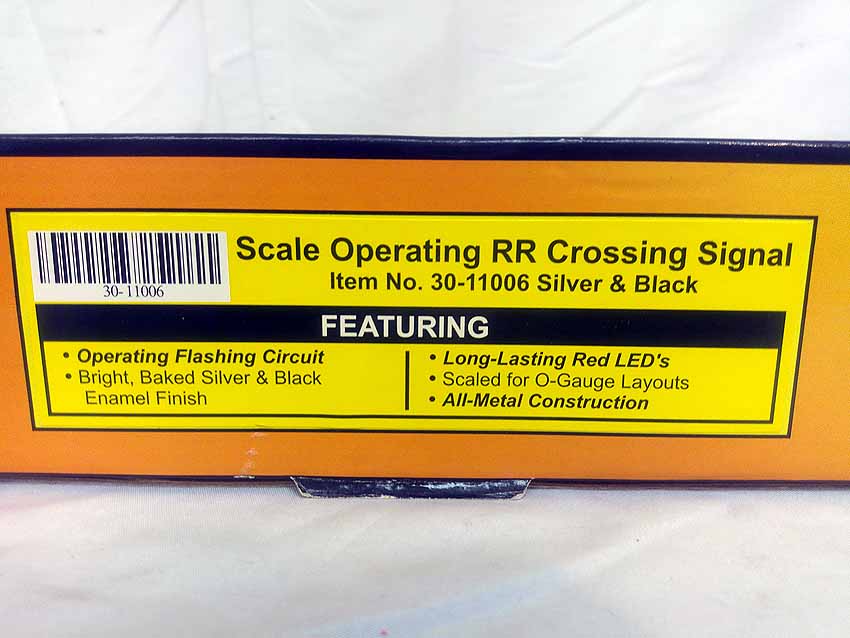 Scale Operating RR Crossing Signal
Item No. 30-11006 Silver & Black
30-11006
FEATURING
• Operating Flashing Circuit
• Bright, Baked Silver & Black
Enamel Finish
• Long-Lasting Red LED's
• Scaled for O-Gauge Layouts
• All-Metal Construction